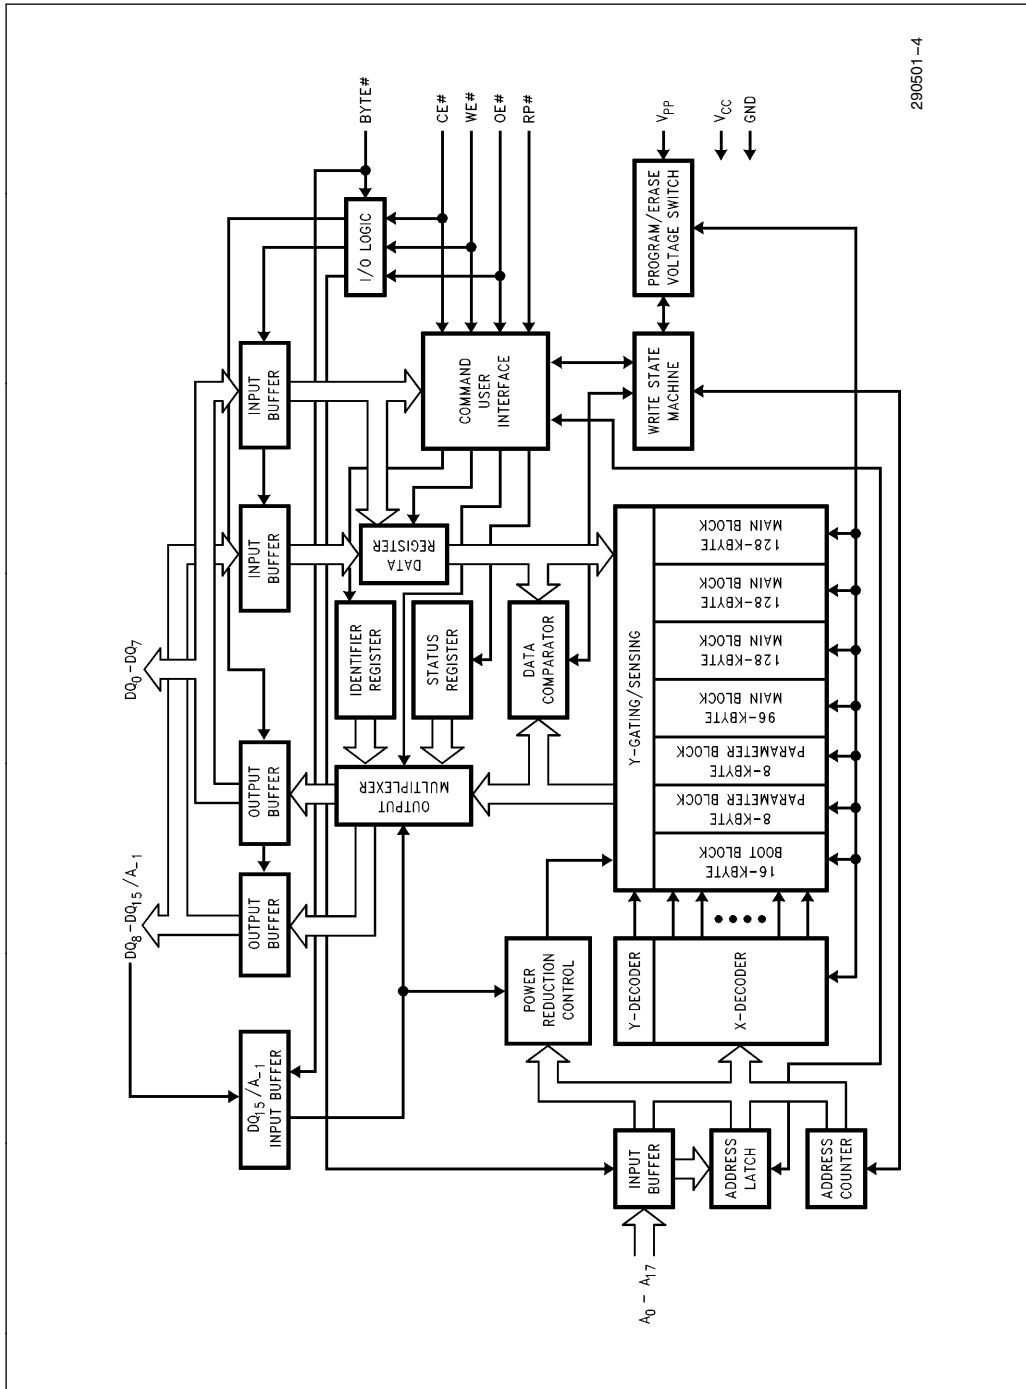 DQ8-DQ15/A-1
DQ0-DQ7
BYTE#
CE#
WE#
OE#
RP#
DQ15/A-1
INPUT BUFFER
OUTPUT
BUFFER
OUTPUT
BUFFER
INPUT
BUFFER
INPUT
BUFFER
I/O LOGIC
OUTPUT
MULTIPLEXER
IDENTIFIER
REGISTER
STATUS
REGISTER
DATA
REGISTER
COMMAND
USER
INTERFACE
POWER
REDUCTION
CONTROL
DATA
COMPARATOR
A0 - A17
INPUT
BUFFER
ADDRESS
LATCH
ADDRESS
COUNTER
Y-DECODER
X-DECODER
Y-GATING/SENSING
16-KBYTE
BOOT BLOCK
8-KBYTE
PARAMETER BLOCK
8-KBYTE
PARAMETER BLOCK
96-KBYTE
MAIN BLOCK
128-KBYTE
MAIN BLOCK
128-KBYTE
MAIN BLOCK
128-KBYTE
MAIN BLOCK
WRITE STATE
MACHINE
PROGRAM/ERASE
VOLTAGE SWITCH
VPP
VCC
GND
290501-4